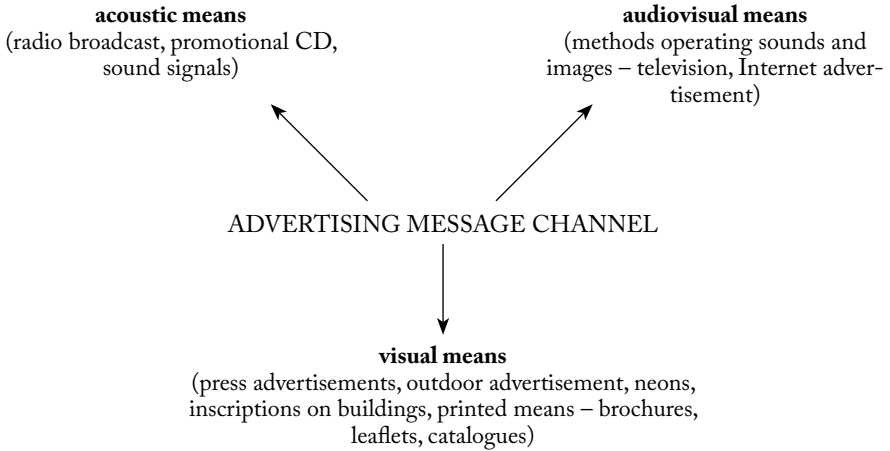 acoustic means
(radio broadcast, promotional CD,
sound signals)
audiovisual means
(methods operating sounds and
images – television, Internet adver-
tisement)
ADVERTISING MESSAGE CHANNEL
visual means
(press advertisements, outdoor advertisement, neons,
inscriptions on buildings, printed means – brochures,
leaflets, catalogues)